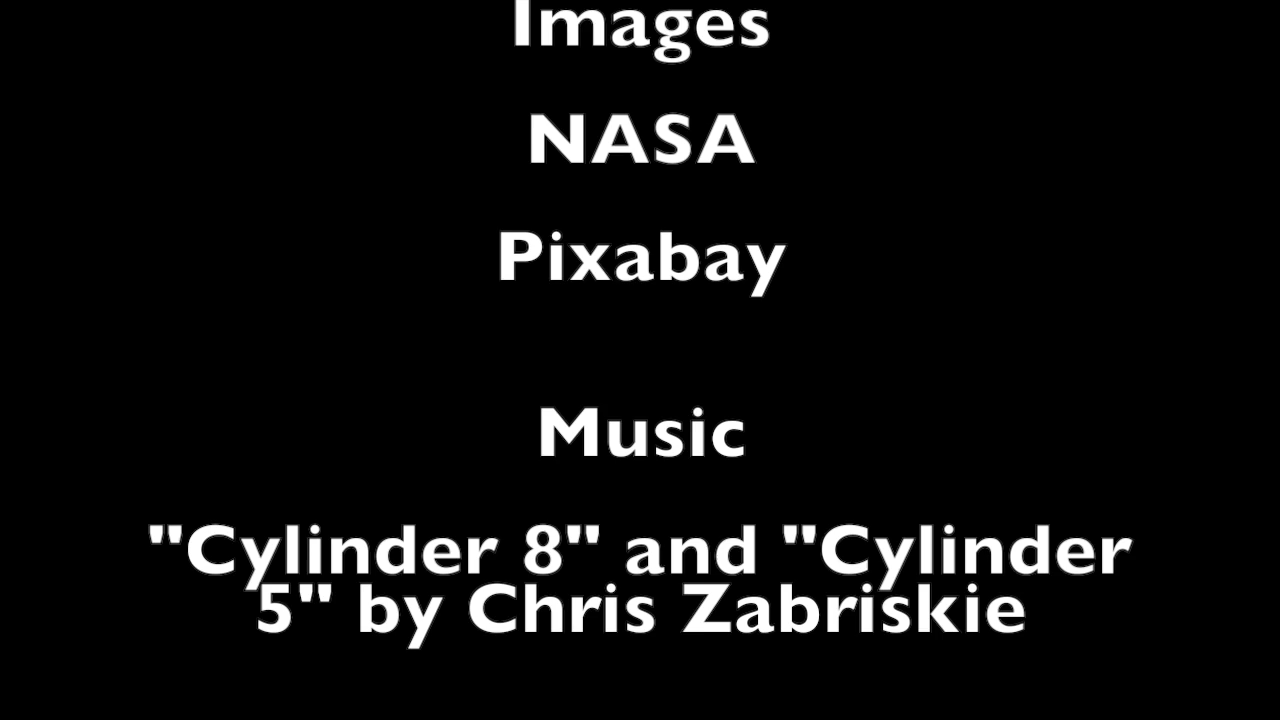 Images
NASA
Pixabay
Music
"Cylinder 8" and "Cylinder
5" by Chris Zabriskie